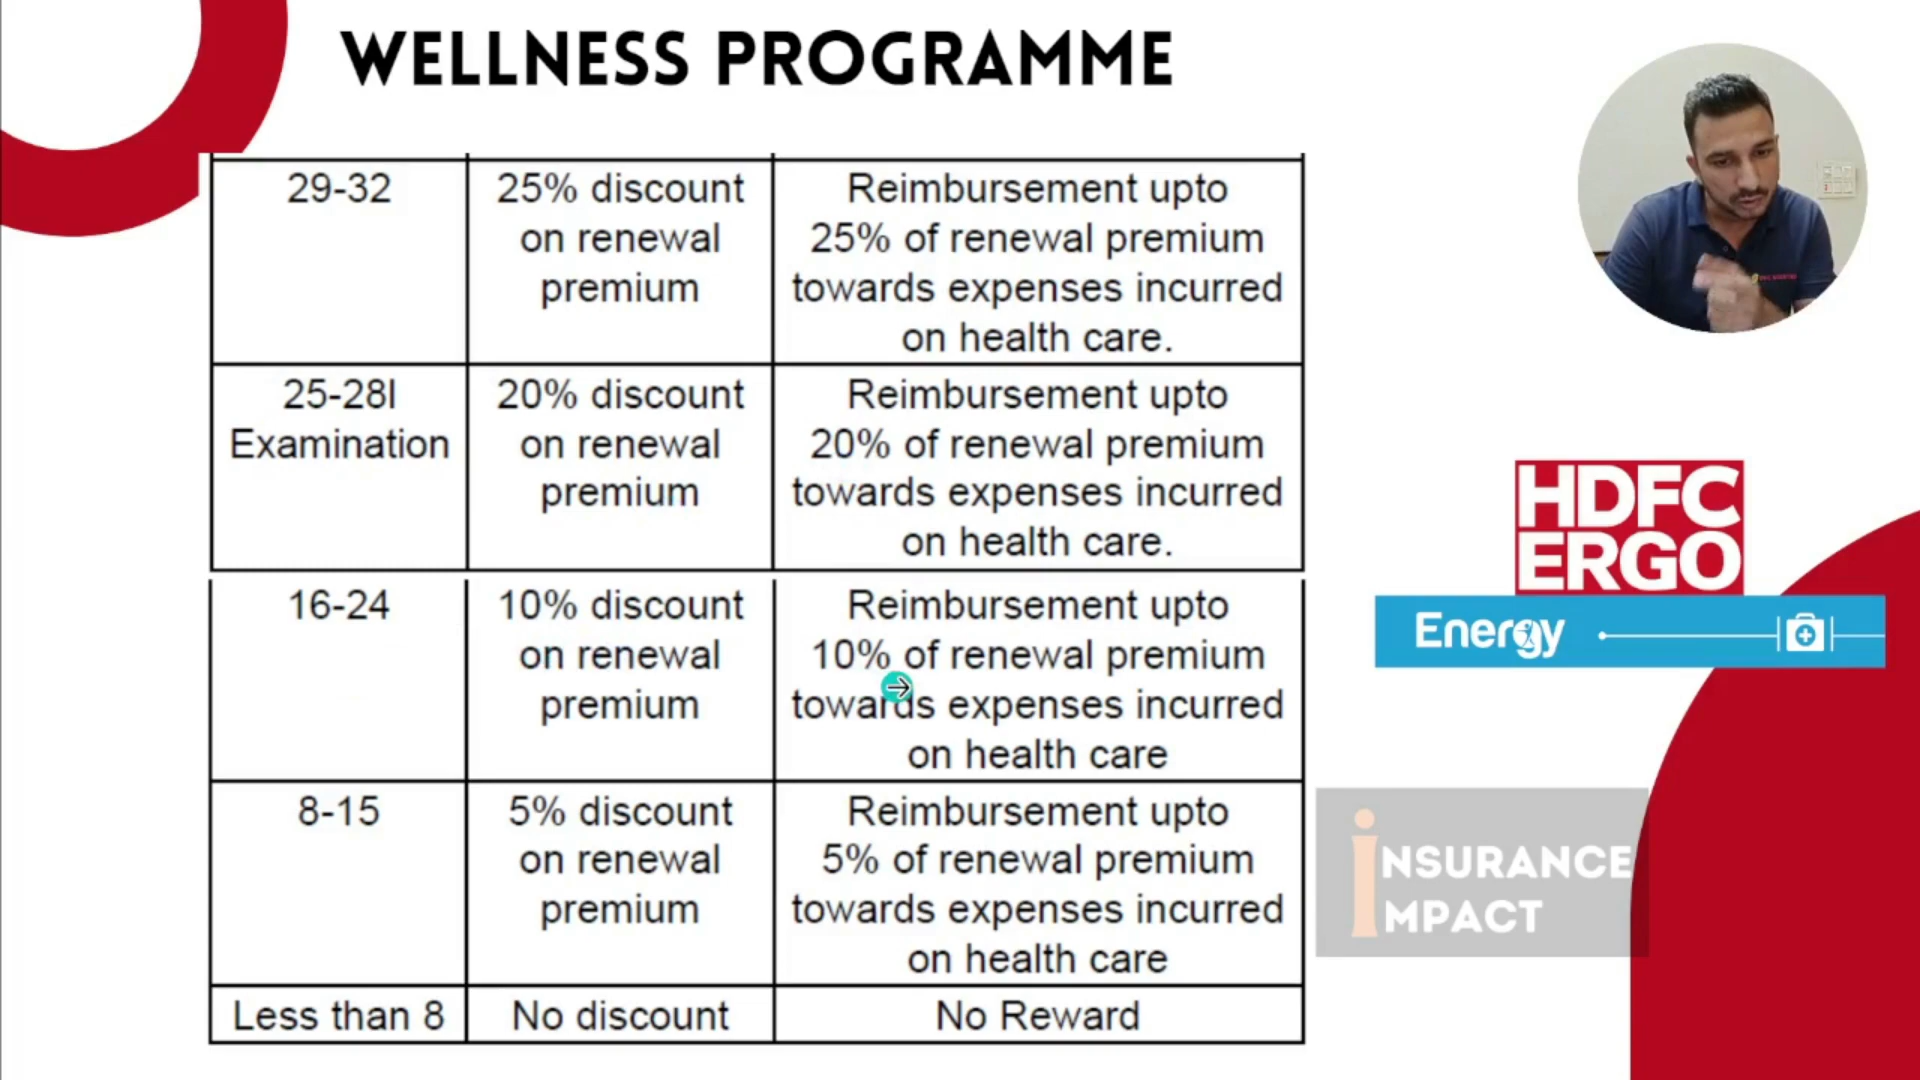 WELLNESS PROGRAMME
29-32
25% discount
on renewal
premium
Reimbursement upto
25% of renewal premium
towards expenses incurred
on health care.
25-28I
Examination
20% discount
on renewal
premium
Reimbursement upto
20% of renewal premium
towards expenses incurred
on health care.
16-24
10% discount
on renewal
premium
Reimbursement upto
10% of renewal premium
towards expenses incurred
on health care
8-15
5% discount
on renewal
premium
Reimbursement upto
5% of renewal premium
towards expenses incurred
on health care
Less than 8
No discount
No Reward
HDFC
ERGO
Energy
iNSURANCE
iMPACT